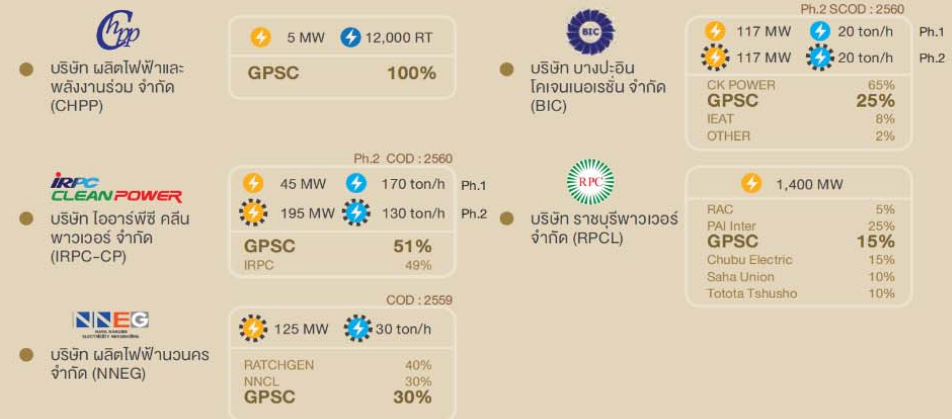 Chpp
5 MW 12,000 RT
บริษัท ผลิตไฟฟ้าและ
พลังงานร่วม จำกัด
(CHPP)
GPSC 100%
Ph.2 SCOD : 2560
BIC
117 MW 20 ton/h Ph.1
117 MW 20 ton/h Ph.2
บริษัท บางปะอิน
โคเจนเนอเรชั่น จำกัด
(BIC)
CK POWER 65%
GPSC 25%
IEAT 8%
OTHER 2%
Ph.2 COD : 2560
IRPC
CLEAN POWER
45 MW 170 ton/h Ph.1
195 MW 130 ton/h Ph.2
บริษัท ไออาร์พีซี คลีน
พาวเวอร์ จำกัด
(IRPC-CP)
GPSC 51%
IRPC 49%
RPC
1,400 MW
บริษัท ราชบุรีพาวเวอร์
จำกัด (RPCL)
RAC 5%
PAI Inter 25%
GPSC 15%
Chubu Electric 15%
Saha Union 10%
Totota Tshusho 10%
COD : 2559
NNEG
125 MW 30 ton/h
บริษัท ผลิตไฟฟ้านวนคร
จำกัด (NNEG)
RATCHGEN 40%
NNCL 30%
GPSC 30%